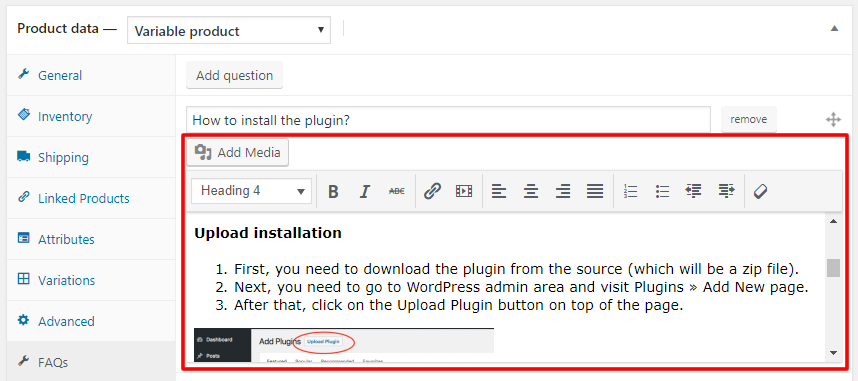 Product data — Variable product
General
Inventory
Shipping
Linked Products
Attributes
Variations
Advanced
FAQs
Add question
How to install the plugin? remove
Add Media
Heading 4 B I ABC
Upload installation
1. First, you need to download the plugin from the source (which will be a zip file).
2. Next, you need to go to WordPress admin area and visit Plugins » Add New page.
3. After that, click on the Upload Plugin button on top of the page.
Dashboard
Posts
Add Plugins Upload Plugin
Featured Popular Recommended Favorites